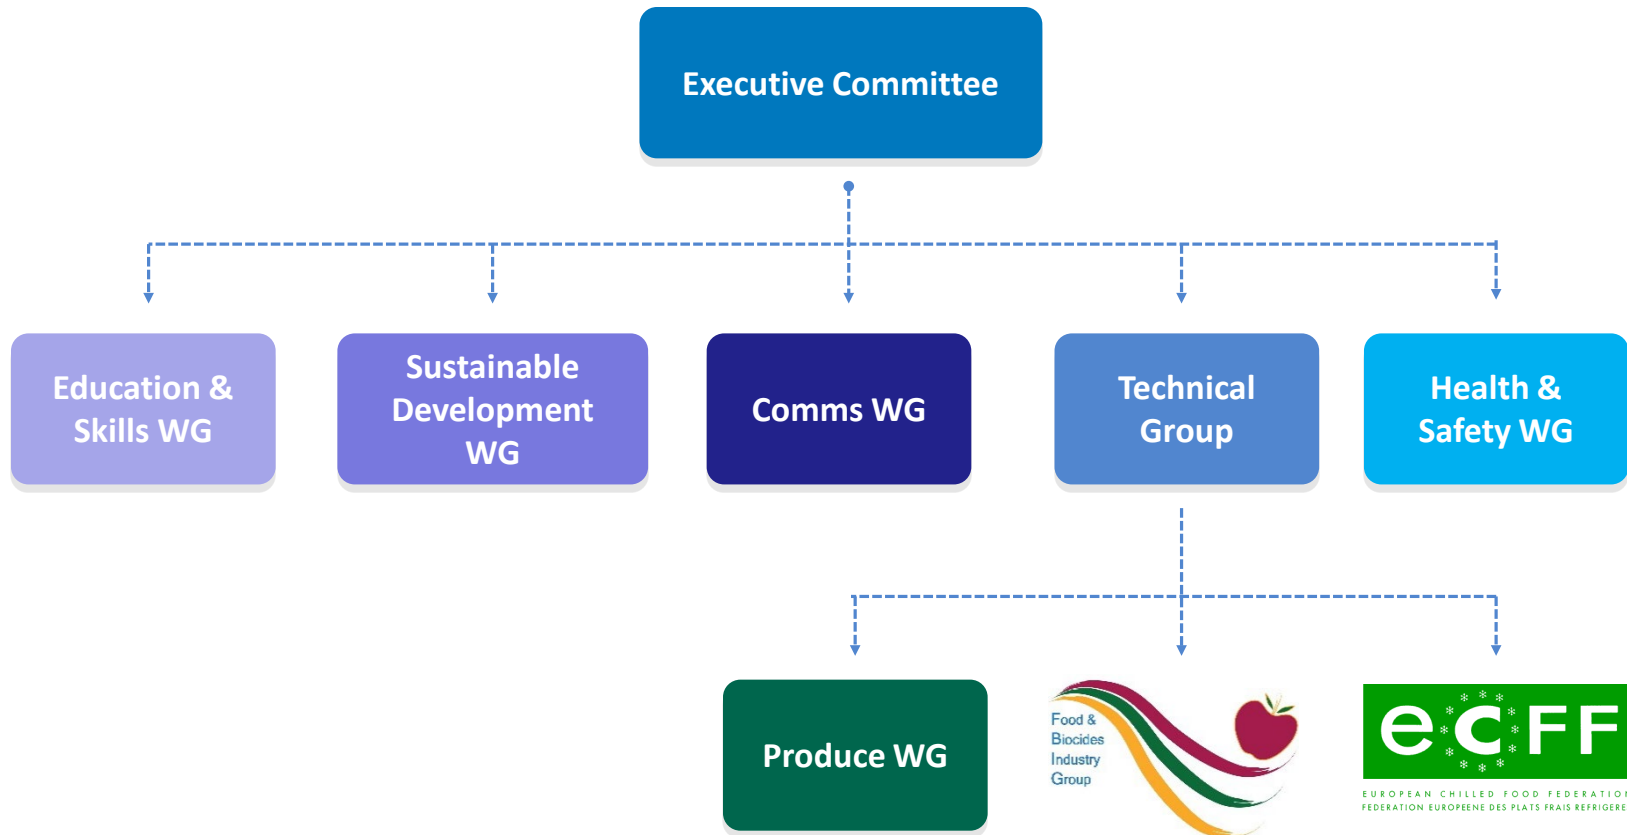 Executive Committee
Education &
Skills WG
Sustainable
Development
WG
Comms WG
Technical
Group
Health &
Safety WG
Produce WG
Food &
Biocides
Industry
Group
eCFF
EUROPEAN CHILLED FOOD FEDERATION
FEDERATION EUROPEENE DES PLATS FRAIS REFRIGERE